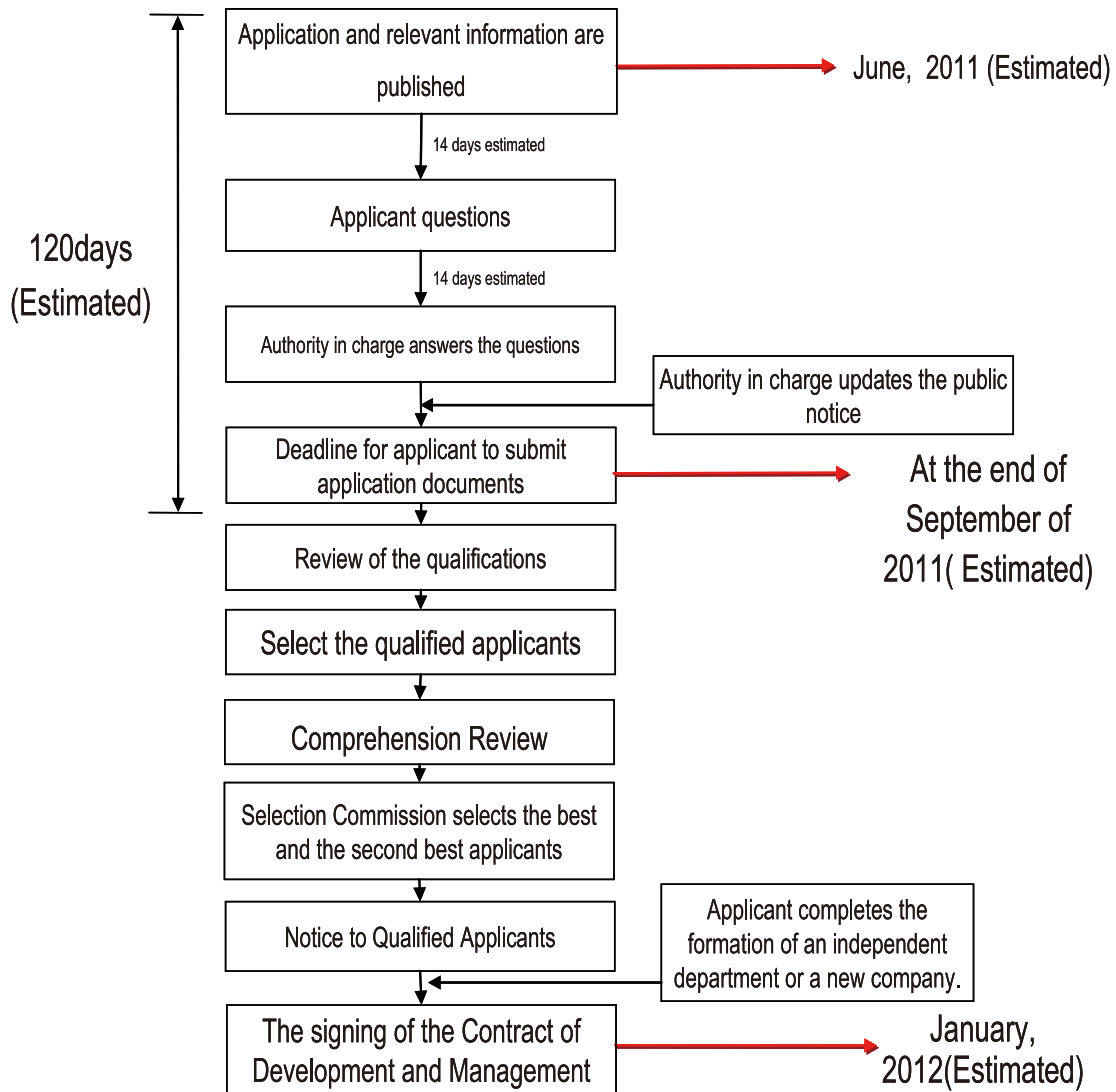 Application and relevant information are
published
June, 2011 (Estimated)
14 days estimated
Applicant questions
120days
(Estimated)
14 days estimated
Authority in charge answers the questions
Authority in charge updates the public
notice
Deadline for applicant to submit
application documents
At the end of
September of
2011( Estimated)
Review of the qualifications
Select the qualified applicants
Comprehension Review
Selection Commission selects the best
and the second best applicants
Notice to Qualified Applicants
Applicant completes the
formation of an independent
department or a new company.
The signing of the Contract of
Development and Management
January,
2012(Estimated)